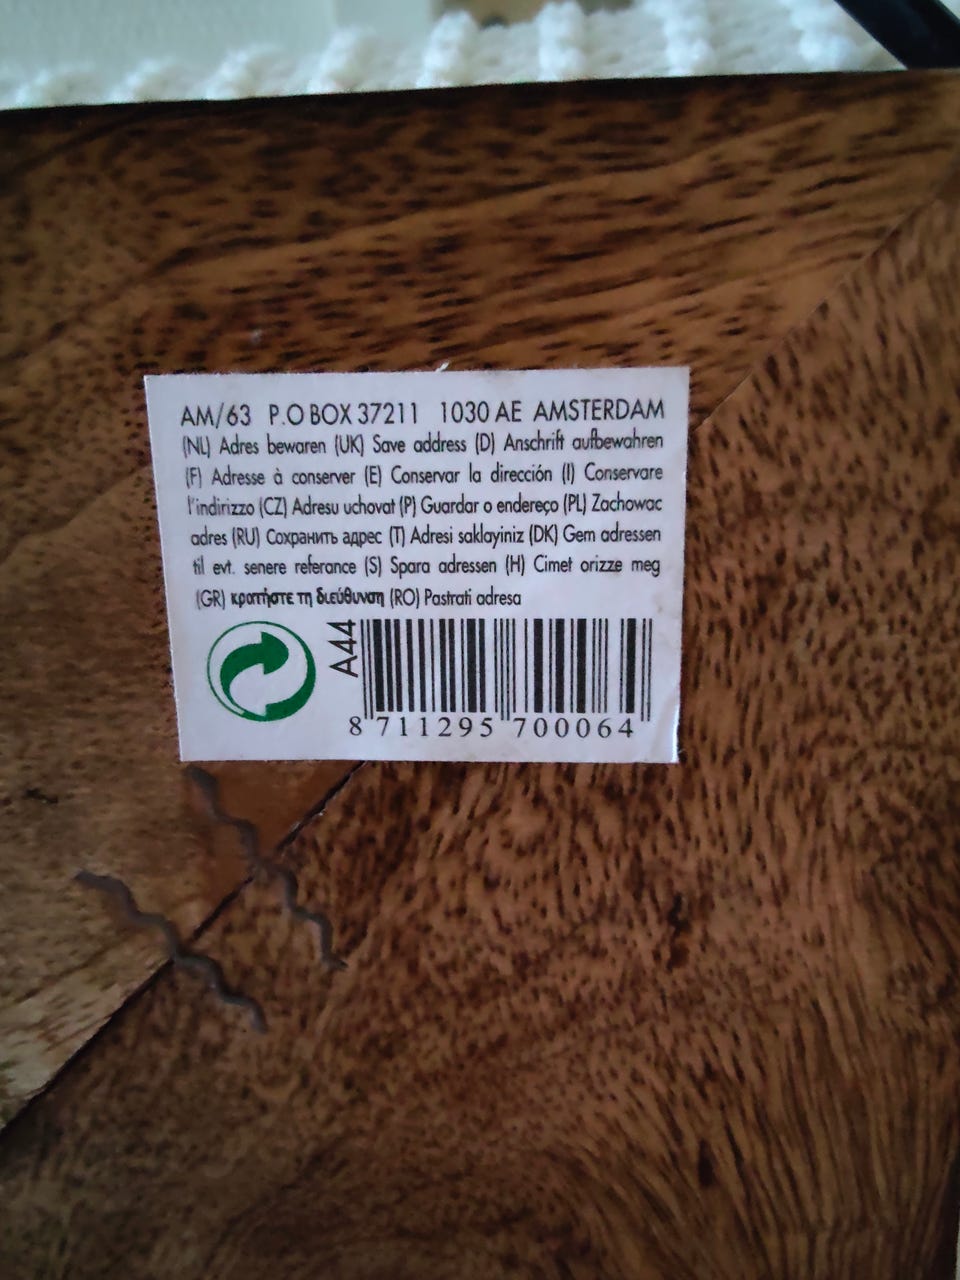 AM/63 P.O BOX 37211 1030 AE AMSTERDAM
(NL) Adres bewaren (UK) Save address (D) Anschrift aufbewahren
(F) Adresse à conserver (E) Conservar la dirección (I) Conservare
l'indirizzo (CZ) Adresu uchovat (P) Guardar o endereço (PL) Zachowac
adres (RU) Сохранить адрес (T) Adresi saklayiniz (DK) Gem adressen
til evt. senere referance (S) Spara adressen (H) Cimet orizze meg
(GR) κρατήστε τη διεύθυνση (RO) Pastrati adresa
A44
8 711295 700064